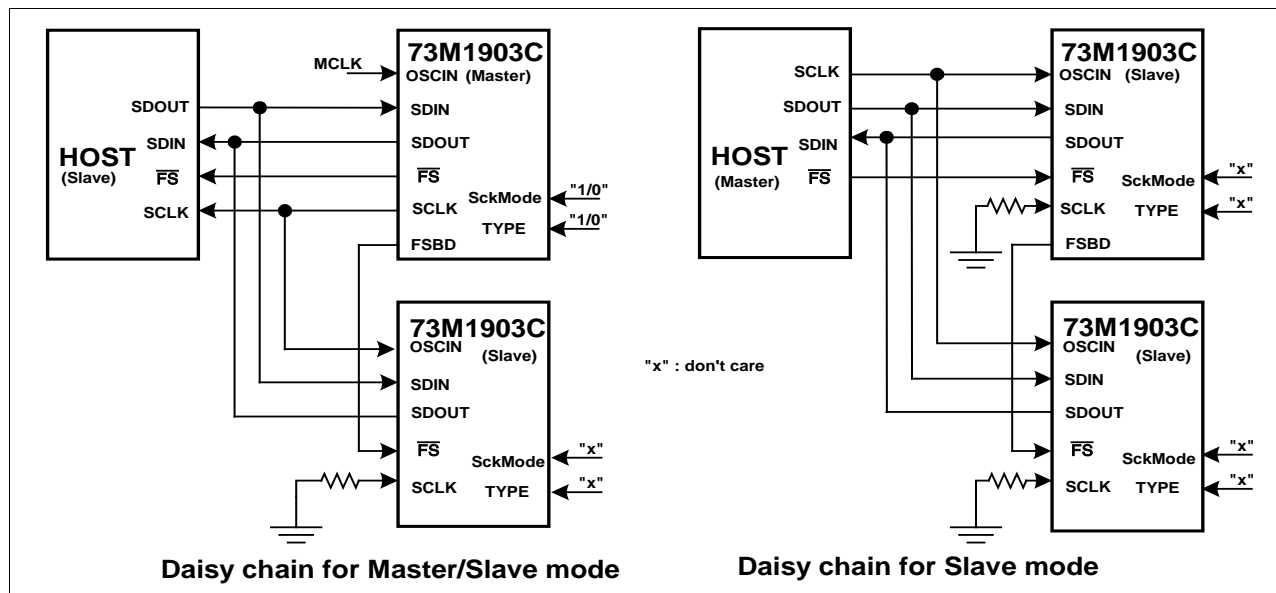 73M1903C
MCLK
OSCIN (Master)
SDOUT
SDIN
SDIN
SDOUT
HOST
(Slave)
FS
FS
SckMode
"1/0"
SCLK
SCLK
TYPE
"1/0"
FSBD
73M1903C
OSCIN
(Slave)
SDIN
SDOUT
FS
SckMode
"x"
SCLK
TYPE
"x"
Daisy chain for Master/Slave mode
"x" : don't care
73M1903C
SCLK
OSCIN (Slave)
SDOUT
SDIN
SDIN
SDOUT
HOST
(Master)
FS
FS
SckMode
"x"
SCLK
TYPE
"x"
FSBD
73M1903C
OSCIN
(Slave)
SDIN
SDOUT
FS
SckMode
"x"
SCLK
TYPE
"x"
Daisy chain for Slave mode